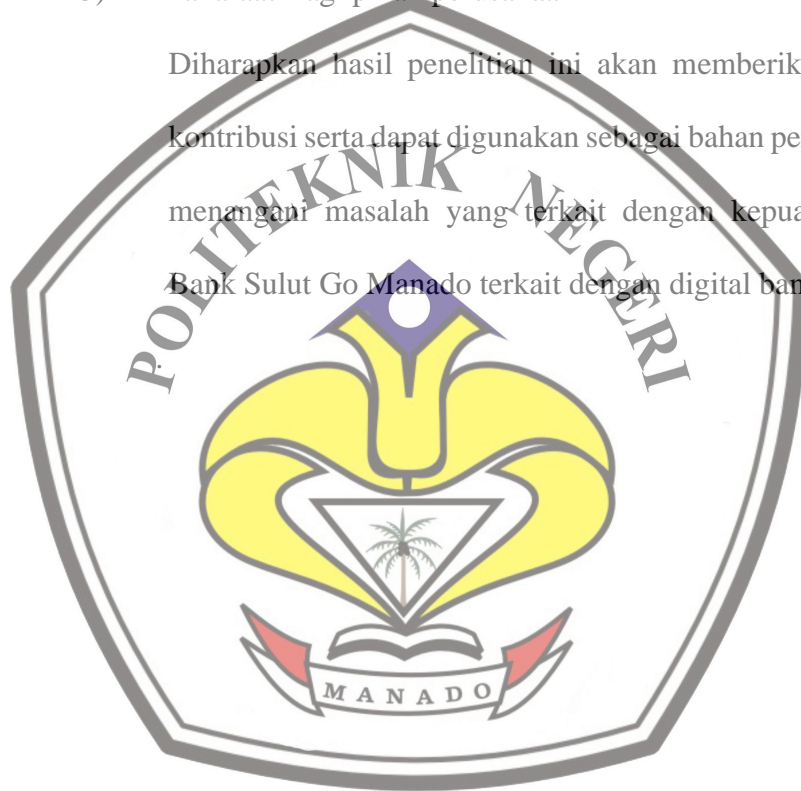 Diharapkan hasil penelitian ini akan memberik
kontribusi serta dapat digunakan sebagai bahan pe
menangani masalah yang terkait dengan kepua
Bank Sulut Go Manado terkait dengan digital ban
POLITEKNIK NEGERI
MANADO